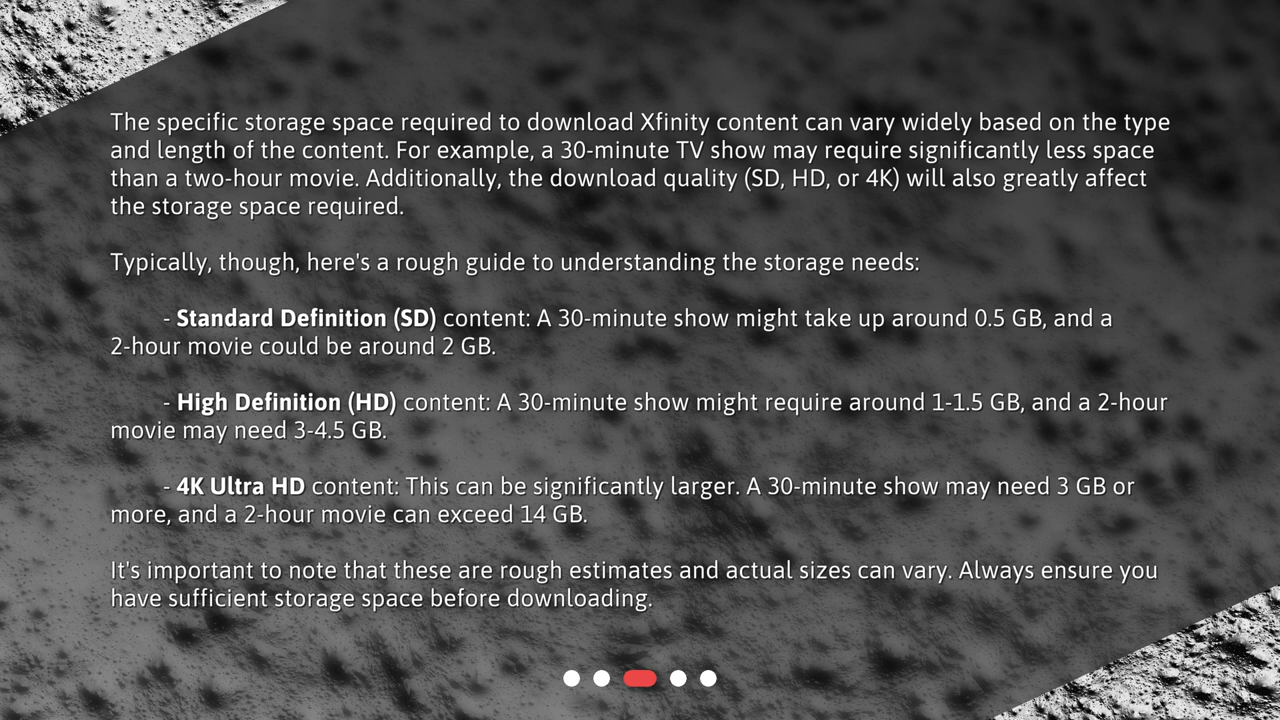 The specific storage space required to download Xfinity content can vary widely based on the type
and length of the content. For example, a 30-minute TV show may require significantly less space
than a two-hour movie. Additionally, the download quality (SD, HD, or 4K) will also greatly affect
the storage space required.
Typically, though, here's a rough guide to understanding the storage needs:
- Standard Definition (SD) content: A 30-minute show might take up around 0.5 GB, and a
2-hour movie could be around 2 GB.
- High Definition (HD) content: A 30-minute show might require around 1-1.5 GB, and a 2-hour
movie may need 3-4.5 GB.
- 4K Ultra HD content: This can be significantly larger. A 30-minute show may need 3 GB or
more, and a 2-hour movie can exceed 14 GB.
It's important to note that these are rough estimates and actual sizes can vary. Always ensure you
have sufficient storage space before downloading.